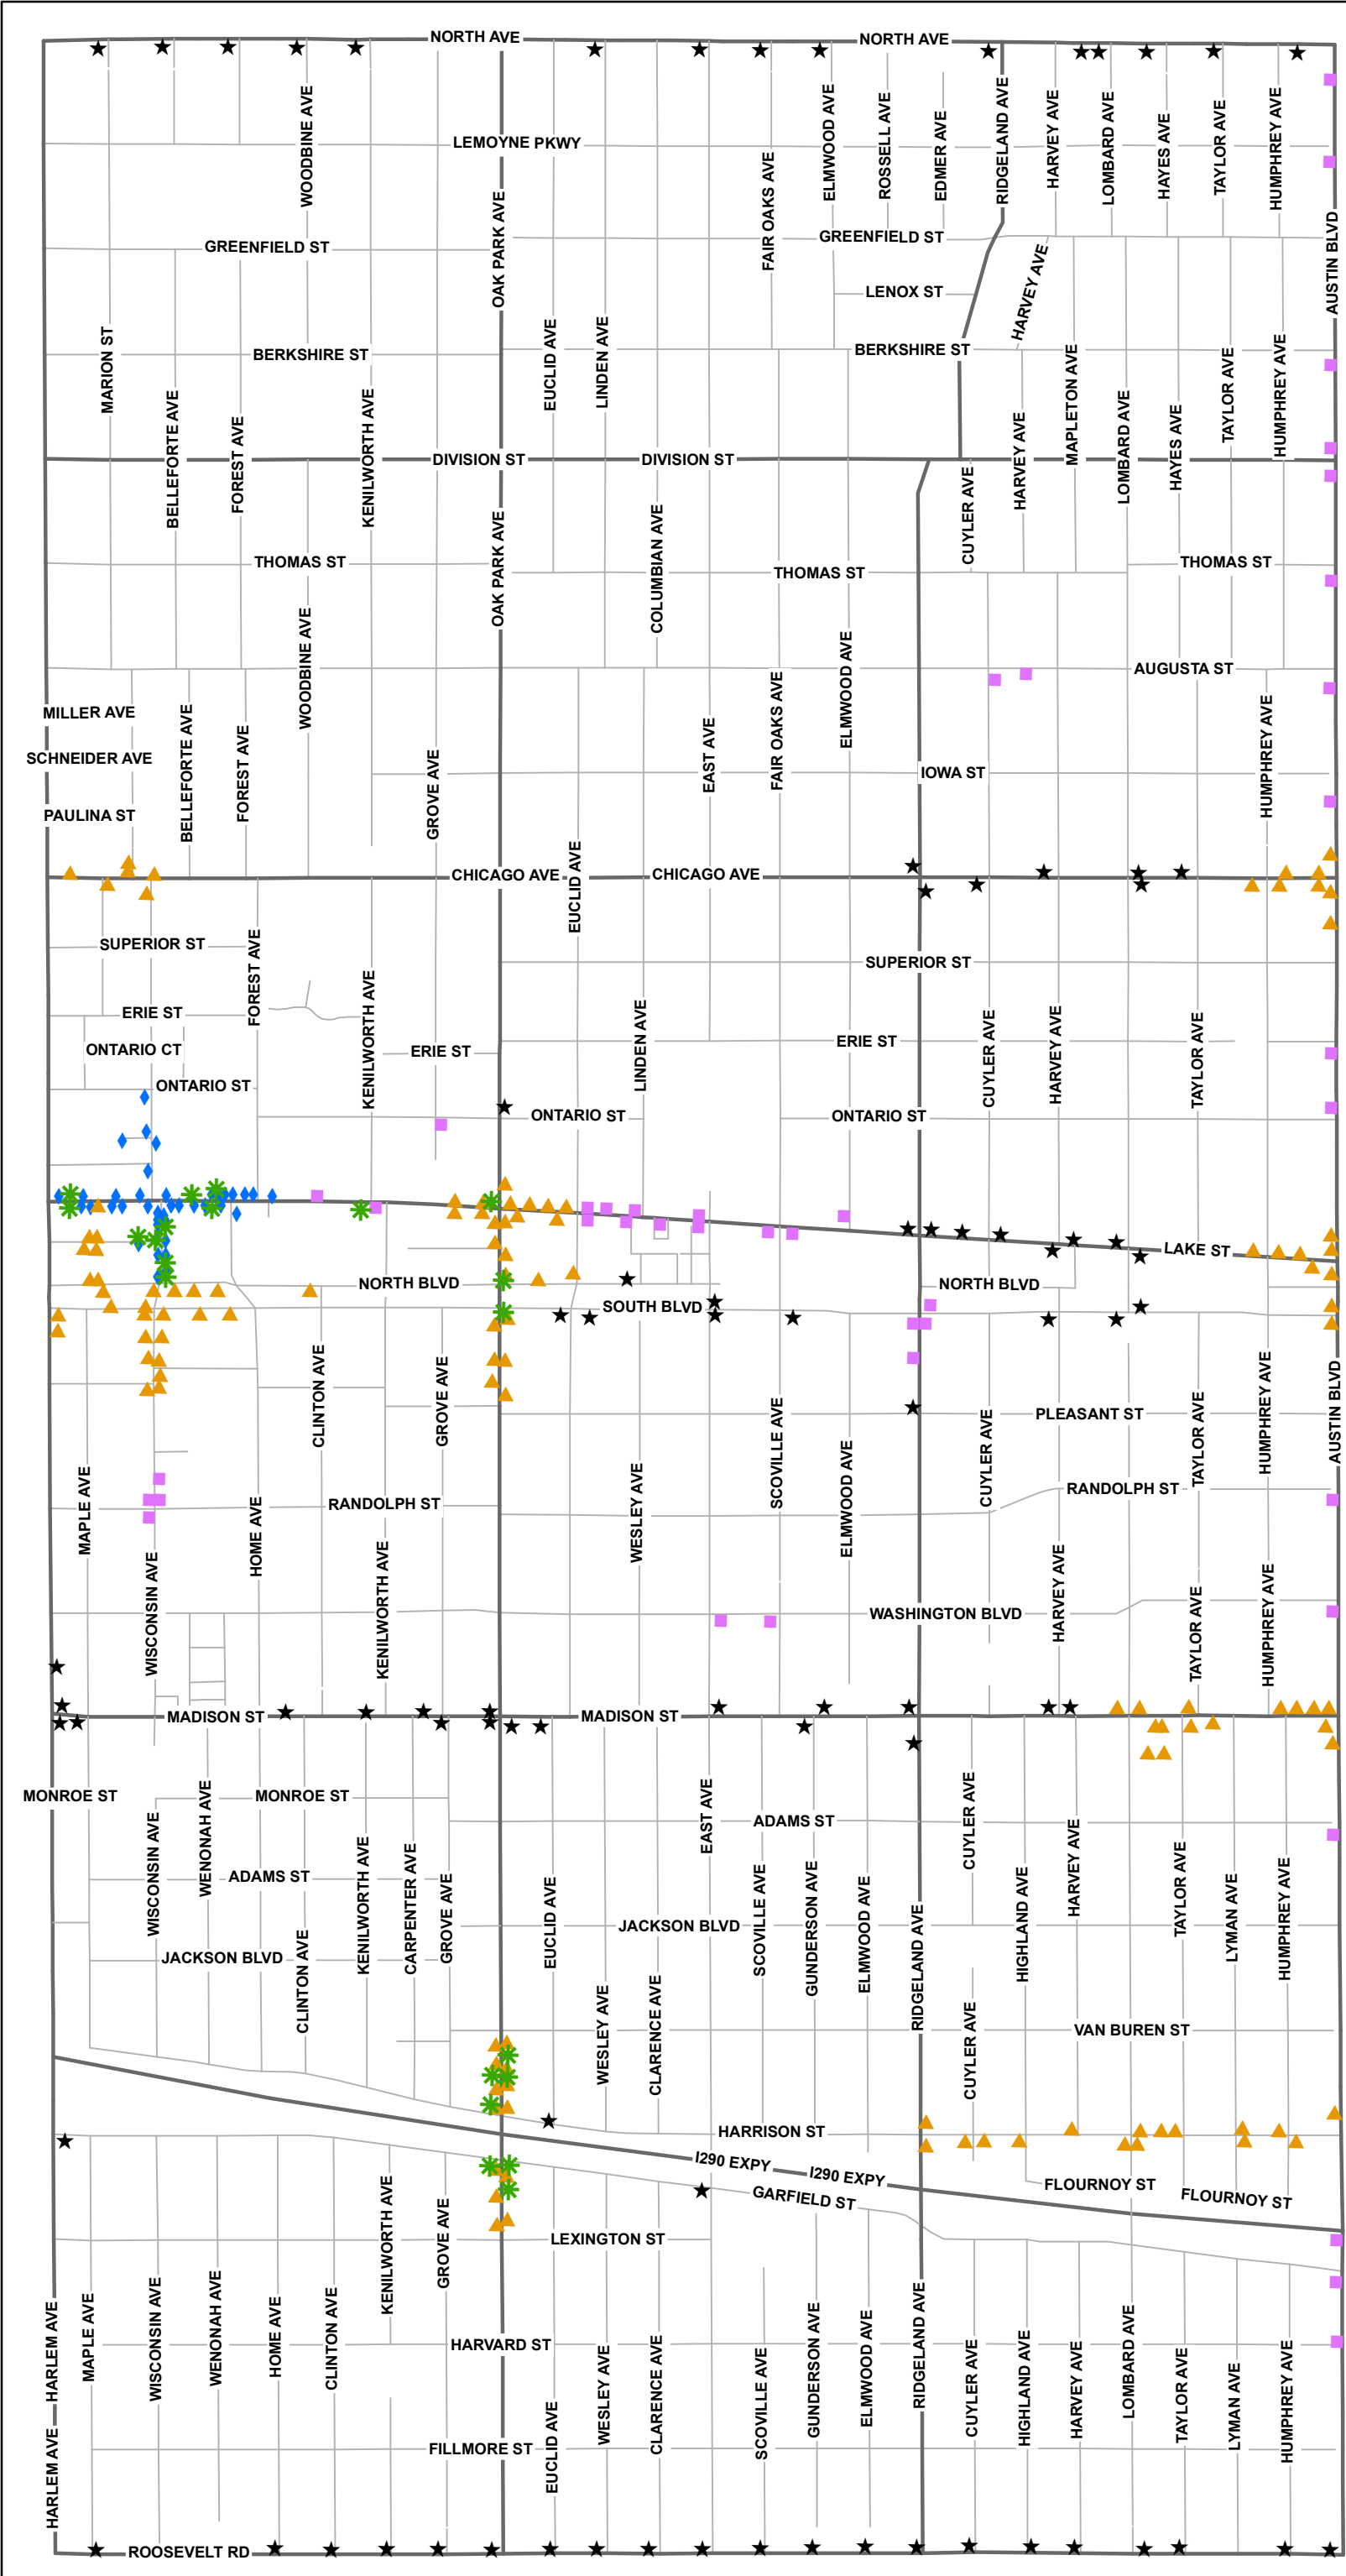 NORTH AVE
NORTH AVE
WOODBINE AVE
ELMWOOD AVE
ROSSELL AVE
EDMER AVE
RIDGELAND AVE
HARVEY AVE
LOMBARD AVE
HAYES AVE
TAYLOR AVE
HUMPHREY AVE
LEMOYNE PKWY
FAIR OAKS AVE
OAK PARK AVE
AUSTIN BLVD
GREENFIELD ST
GREENFIELD ST
HARVEY AVE
LENOX ST
MARION ST
BERKSHIRE ST
EUCLID AVE
LINDEN AVE
BERKSHIRE ST
MAPLETON AVE
TAYLOR AVE
HUMPHREY AVE
BELLEFORTE AVE
FOREST AVE
KENILWORTH AVE
HARVEY AVE
LOMBARD AVE
HAYES AVE
DIVISION ST
DIVISION ST
CUYLER AVE
OAK PARK AVE
COLUMBIAN AVE
THOMAS ST
THOMAS ST
THOMAS ST
WOODBINE AVE
ELMWOOD AVE
AUGUSTA ST
MILLER AVE
BELLEFORTE AVE
FOREST AVE
EAST AVE
FAIR OAKS AVE
HUMPHREY AVE
SCHNEIDER AVE
GROVE AVE
IOWA ST
PAULINA ST
EUCLID AVE
CHICAGO AVE
CHICAGO AVE
SUPERIOR ST
FOREST AVE
SUPERIOR ST
KENILWORTH AVE
ERIE ST
LINDEN AVE
CUYLER AVE
HARVEY AVE
TAYLOR AVE
ONTARIO CT
ERIE ST
ERIE ST
ONTARIO ST
ONTARIO ST
ONTARIO ST
LAKE ST
NORTH BLVD
NORTH BLVD
SOUTH BLVD
CLINTON AVE
GROVE AVE
PLEASANT ST
HUMPHREY AVE
TAYLOR AVE
AUSTIN BLVD
SCOVILLE AVE
CUYLER AVE
MAPLE AVE
WESLEY AVE
ELMWOOD AVE
RANDOLPH ST
RANDOLPH ST
HOME AVE
WISCONSIN AVE
KENILWORTH AVE
HARVEY AVE
WASHINGTON BLVD
TAYLOR AVE
HUMPHREY AVE
MADISON ST
MADISON ST
MONROE ST
MONROE ST
WENONAH AVE
WISCONSIN AVE
EAST AVE
ADAMS ST
CUYLER AVE
HARVEY AVE
ADAMS ST
KENILWORTH AVE
CARPENTER AVE
GROVE AVE
EUCLID AVE
SCOVILLE AVE
GUNDERSON AVE
ELMWOOD AVE
HIGHLAND AVE
TAYLOR AVE
LYMAN AVE
HUMPHREY AVE
JACKSON BLVD
JACKSON BLVD
CLINTON AVE
RIDGELAND AVE
WESLEY AVE
CLARENCE AVE
CUYLER AVE
VAN BUREN ST
HARRISON ST
I290 EXPY
I290 EXPY
GARFIELD ST
FLOURNOY ST
FLOURNOY ST
LEXINGTON ST
KENILWORTH AVE
GROVE AVE
HARLEM AVE
MAPLE AVE
WISCONSIN AVE
WENONAH AVE
HOME AVE
CLINTON AVE
HARVARD ST
WESLEY AVE
CLARENCE AVE
SCOVILLE AVE
GUNDERSON AVE
ELMWOOD AVE
RIDGELAND AVE
CUYLER AVE
HIGHLAND AVE
HARVEY AVE
LOMBARD AVE
TAYLOR AVE
LYMAN AVE
HUMPHREY AVE
HARLEM AVE
FILLMORE ST
EUCLID AVE
ROOSEVELT RD